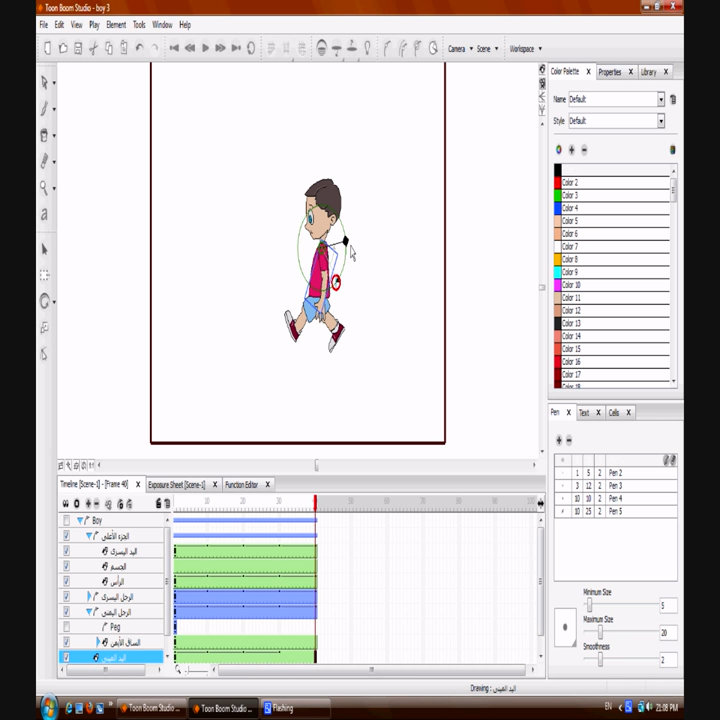 Toon Boom Studio - boy 3
File Edit View Play Element Tools Window Help
Camera Scene Workspace
Color Palette Properties Library
Name Default
Style Default
Color 2
Color 3
Color 4
Color 5
Color 6
Color 7
Color 8
Color 9
Color 10
Color 11
Color 12
Color 13
Color 14
Color 15
Color 16
Color 17
Color 18
Pen Text Cells
1 5 2 Pen 2
3 12 2 Pen 3
10 10 2 Pen 4
10 25 2 Pen 5
Minimum Size
5
Maximum Size
20
Smoothness
2
Timeline [Scene-1] - [Frame 40] Exposure Sheet [Scene-1] Function Editor
10 20 30
Boy
الجزء الأعلى
اليد اليسرى
الجسم
الرأس
الرجل اليسرى
الرجل اليمنى
Peg
الساق الأيمن
اليد اليمنى
Drawing : اليد اليمنى
Toon Boom Studio ... Toon Boom Studio ... Flashing EN 21:08 PM